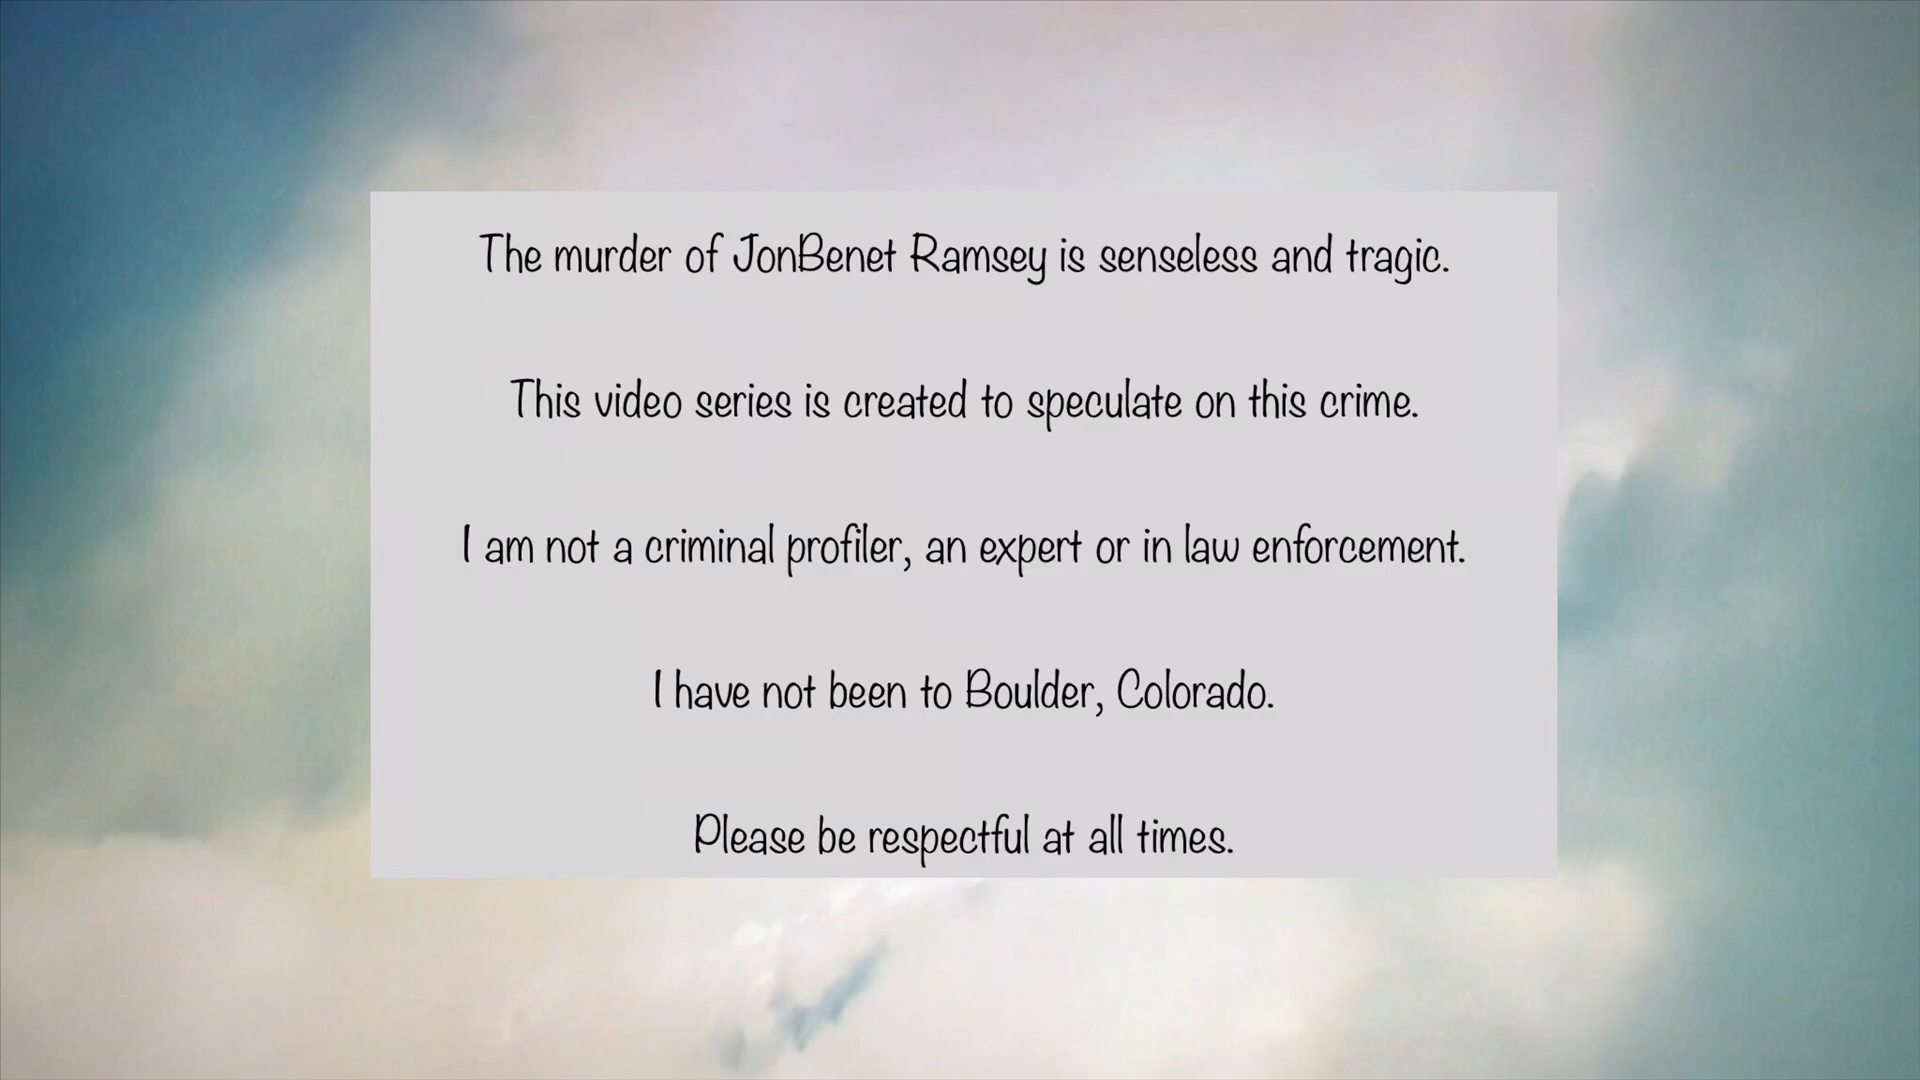 The murder of JonBenet Ramsey is senseless and tragic.
This video series is created to speculate on this crime.
I am not a criminal profiler, an expert or in law enforcement.
I have not been to Boulder, Colorado.
Please be respectful at all times.